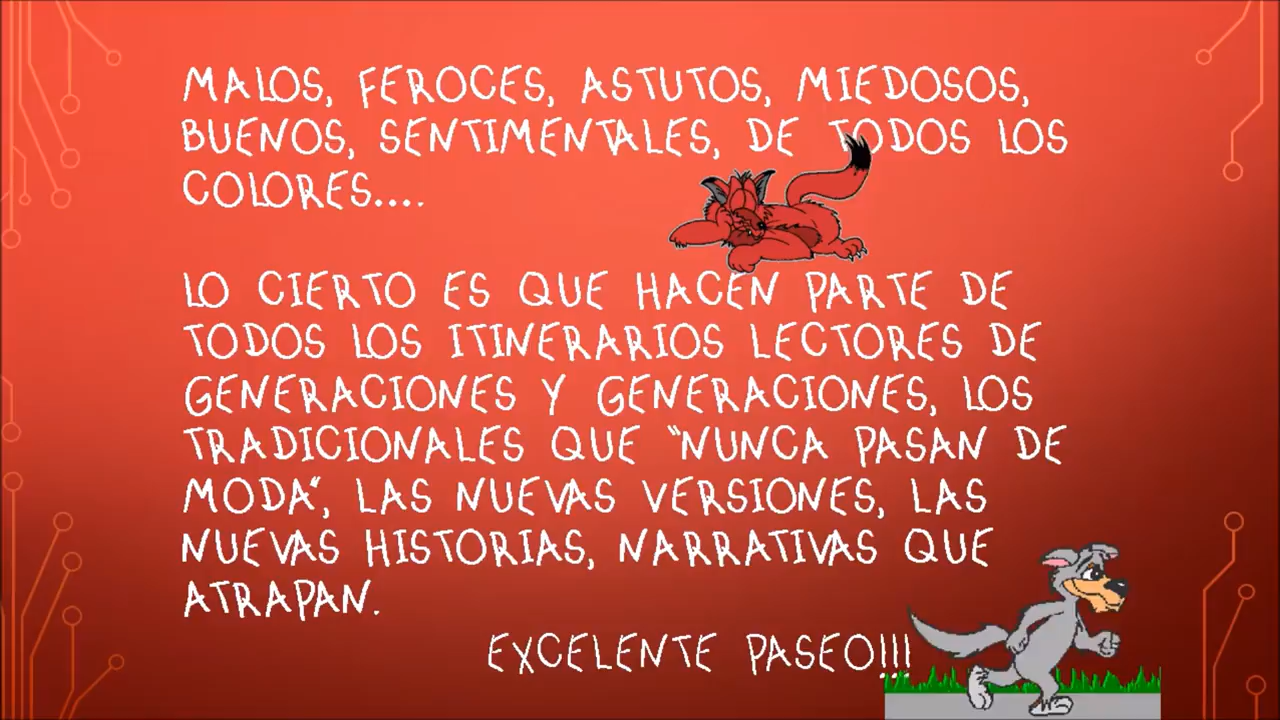 MALOS, FEROCES, ASTUTOS, MIEDOSOS,
BUENOS, SENTIMENTALES, DE TODOS LOS
COLORES....
LO CIERTO ES QUE HACEN PARTE DE
TODOS LOS ITINERARIOS LECTORES DE
GENERACIONES Y GENERACIONES, LOS
TRADICIONALES QUE “NUNCA PASAN DE
MODA“, LAS NUEVAS VERSIONES, LAS
NUEVAS HISTORIAS, NARRATIVAS QUE
ATRAPAN.
EXCELENTE PASEO!!!